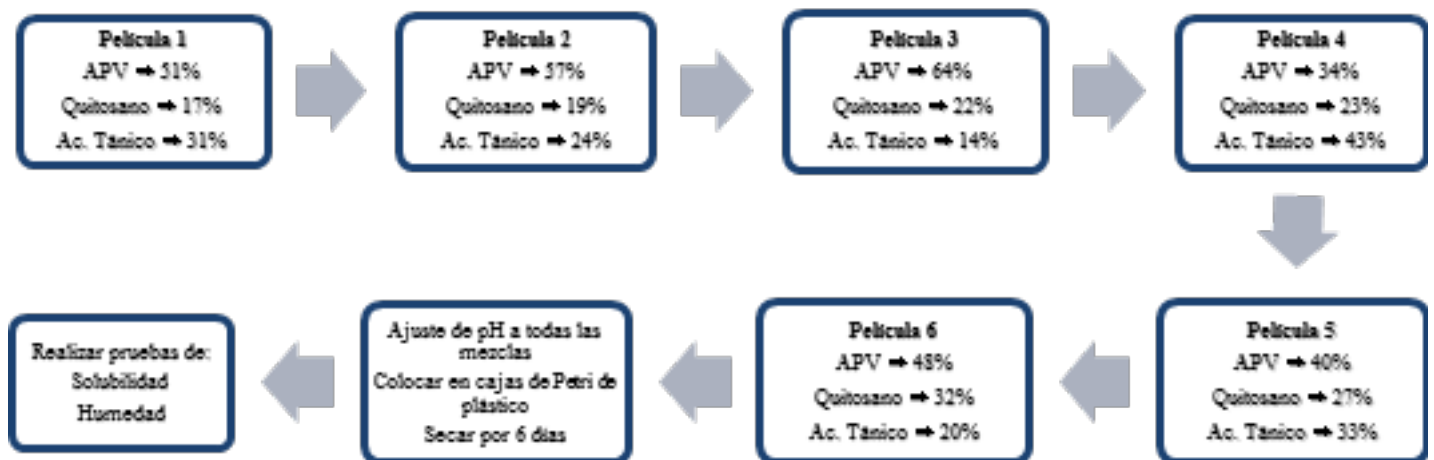 Película 1
APV ➡ 51%
Quitosano ➡ 17%
Ac. Tánico ➡ 31%
Película 2
APV ➡ 57%
Quitosano ➡ 19%
Ac. Tánico ➡ 24%
Película 3
APV ➡ 64%
Quitosano ➡ 22%
Ac. Tánico ➡ 14%
Película 4
APV ➡ 34%
Quitosano ➡ 23%
Ac. Tánico ➡ 43%
Película 5
APV ➡ 40%
Quitosano ➡ 27%
Ac. Tánico ➡ 33%
Película 6
APV ➡ 48%
Quitosano ➡ 32%
Ac. Tánico ➡ 20%
Ajuste de pH a todas las
mezclas
Colocar en cajas de Petri de
plástico
Secar por 6 días
Realizar pruebas de:
Solubilidad
Humedad